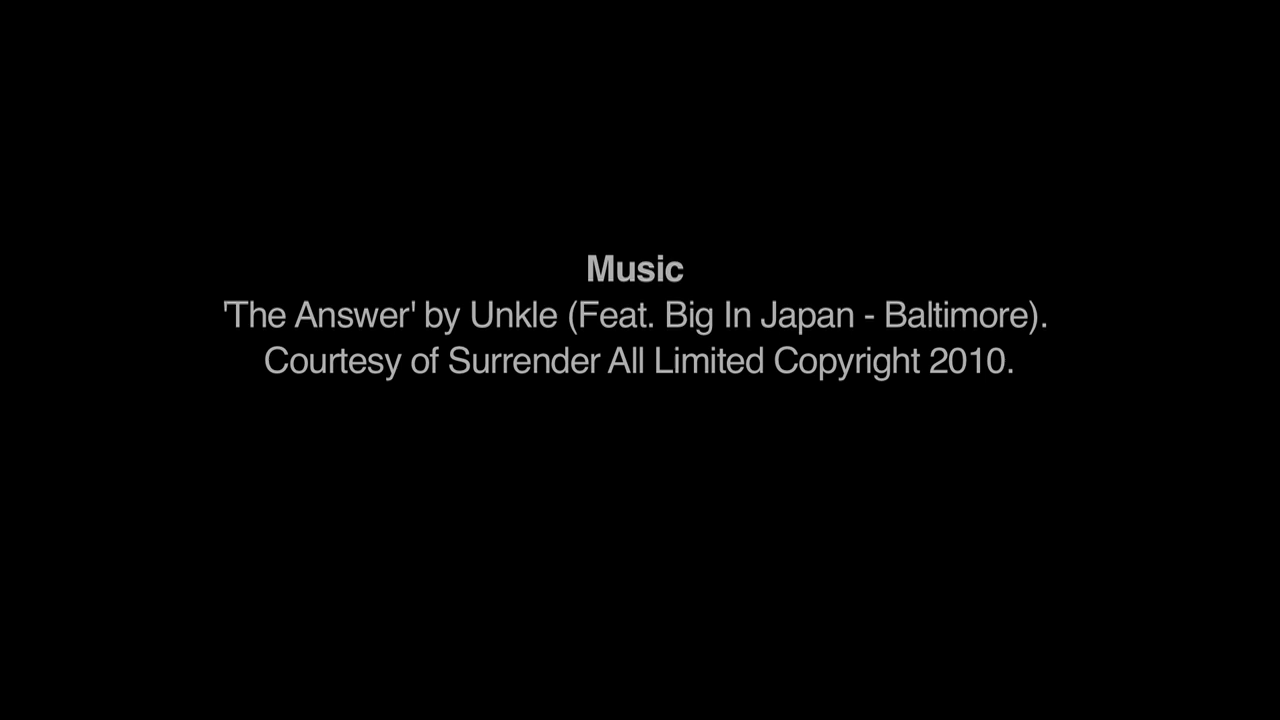 Music
'The Answer' by Unkle (Feat. Big In Japan - Baltimore).
Courtesy of Surrender All Limited Copyright 2010.